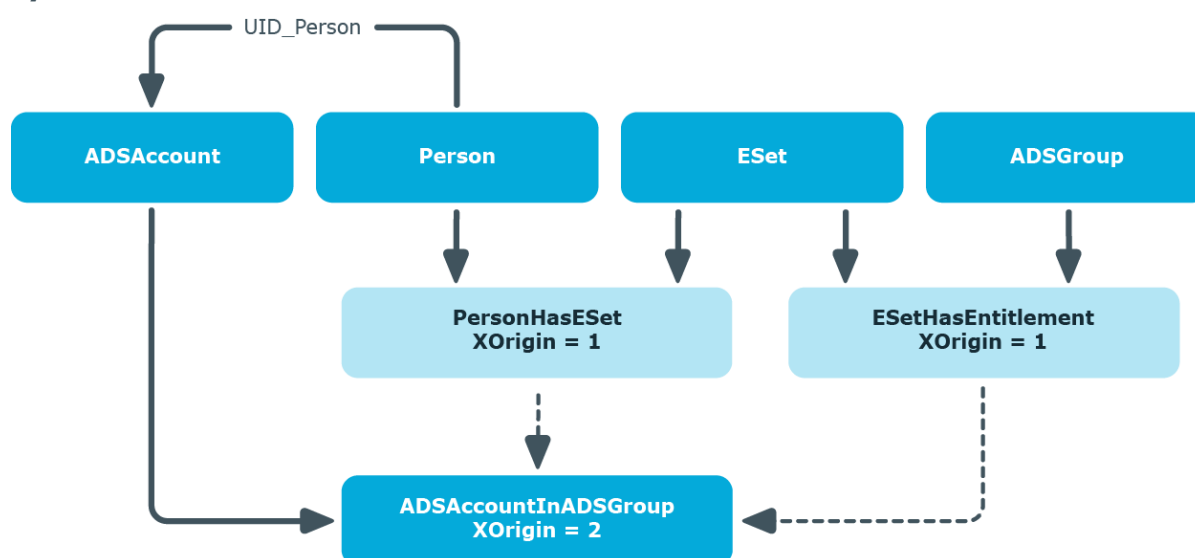 UID_Person
ADSAccount
Person
ESet
ADSGroup
PersonHasESet
XOrigin = 1
ESetHasEntitlement
XOrigin = 1
ADSAccountInADSGroup
XOrigin = 2